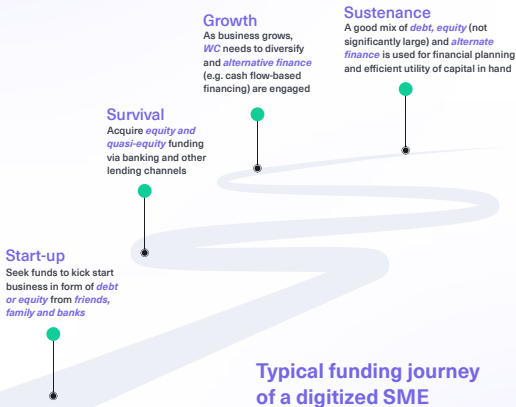 Growth
As business grows,
WC needs to diversify
and alternative finance
(e.g. cash flow-based
financing) are engaged
Sustenance
A good mix of debt, equity (not
significantly large) and alternate
finance is used for financial planning
and efficient utility of capital in hand
Survival
Acquire equity and
quasi-equity funding
via banking and other
lending channels
Start-up
Seek funds to kick start
business in form of debt
or equity from friends,
family and banks
Typical funding journey
of a digitized SME